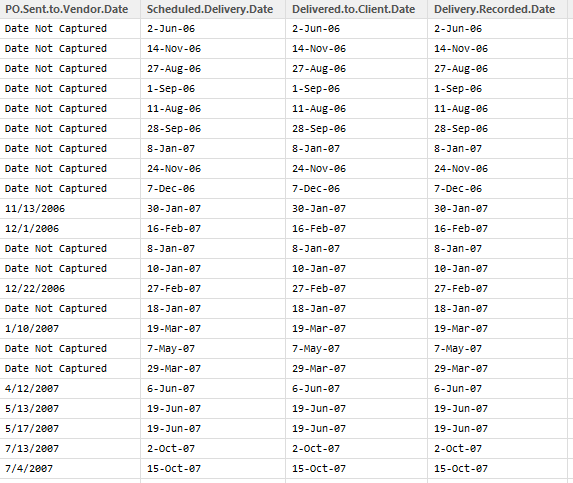 PO.Sent.to.Vendor.Date Scheduled.Delivery.Date Delivered.to.Client.Date Delivery.Recorded.Date
Date Not Captured 2-Jun-06 2-Jun-06 2-Jun-06
Date Not Captured 14-Nov-06 14-Nov-06 14-Nov-06
Date Not Captured 27-Aug-06 27-Aug-06 27-Aug-06
Date Not Captured 1-Sep-06 1-Sep-06 1-Sep-06
Date Not Captured 11-Aug-06 11-Aug-06 11-Aug-06
Date Not Captured 28-Sep-06 28-Sep-06 28-Sep-06
Date Not Captured 8-Jan-07 8-Jan-07 8-Jan-07
Date Not Captured 24-Nov-06 24-Nov-06 24-Nov-06
Date Not Captured 7-Dec-06 7-Dec-06 7-Dec-06
11/13/2006 30-Jan-07 30-Jan-07 30-Jan-07
12/1/2006 16-Feb-07 16-Feb-07 16-Feb-07
Date Not Captured 8-Jan-07 8-Jan-07 8-Jan-07
Date Not Captured 10-Jan-07 10-Jan-07 10-Jan-07
12/22/2006 27-Feb-07 27-Feb-07 27-Feb-07
Date Not Captured 18-Jan-07 18-Jan-07 18-Jan-07
1/10/2007 19-Mar-07 19-Mar-07 19-Mar-07
Date Not Captured 7-May-07 7-May-07 7-May-07
Date Not Captured 29-Mar-07 29-Mar-07 29-Mar-07
4/12/2007 6-Jun-07 6-Jun-07 6-Jun-07
5/13/2007 19-Jun-07 19-Jun-07 19-Jun-07
5/17/2007 19-Jun-07 19-Jun-07 19-Jun-07
7/13/2007 2-Oct-07 2-Oct-07 2-Oct-07
7/4/2007 15-Oct-07 15-Oct-07 15-Oct-07